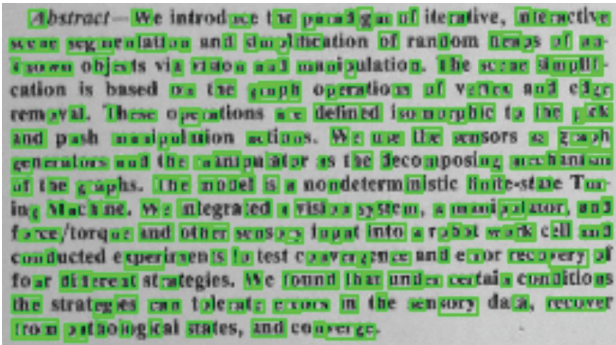 Abstract—We introduce the paradigm of iterative, interactive
scene segmentation and simplification of random heaps of un-
known objects via vision and manipulation. The scene simplifi-
cation is based on the graph operations of vertex and edge
removal. These operations are defined isomorphic to the pick
and push manipulation actions. We use the sensors as graph
generators and the manipulator as the decomposing mechanism
of the graphs. The model is a nondeterministic finite-state Tur-
ing Machine. We integrated a vision system, a manipulator, and
force/torque and other sensory input into a robot work cell and
conducted experiments to test convergence and error recovery of
four different strategies. We found that under certain conditions
the strategies can tolerate errors in the sensory data, recover
from pathological states, and converge.